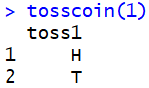 > tosscoin(1)
  toss1
1     H
2     T